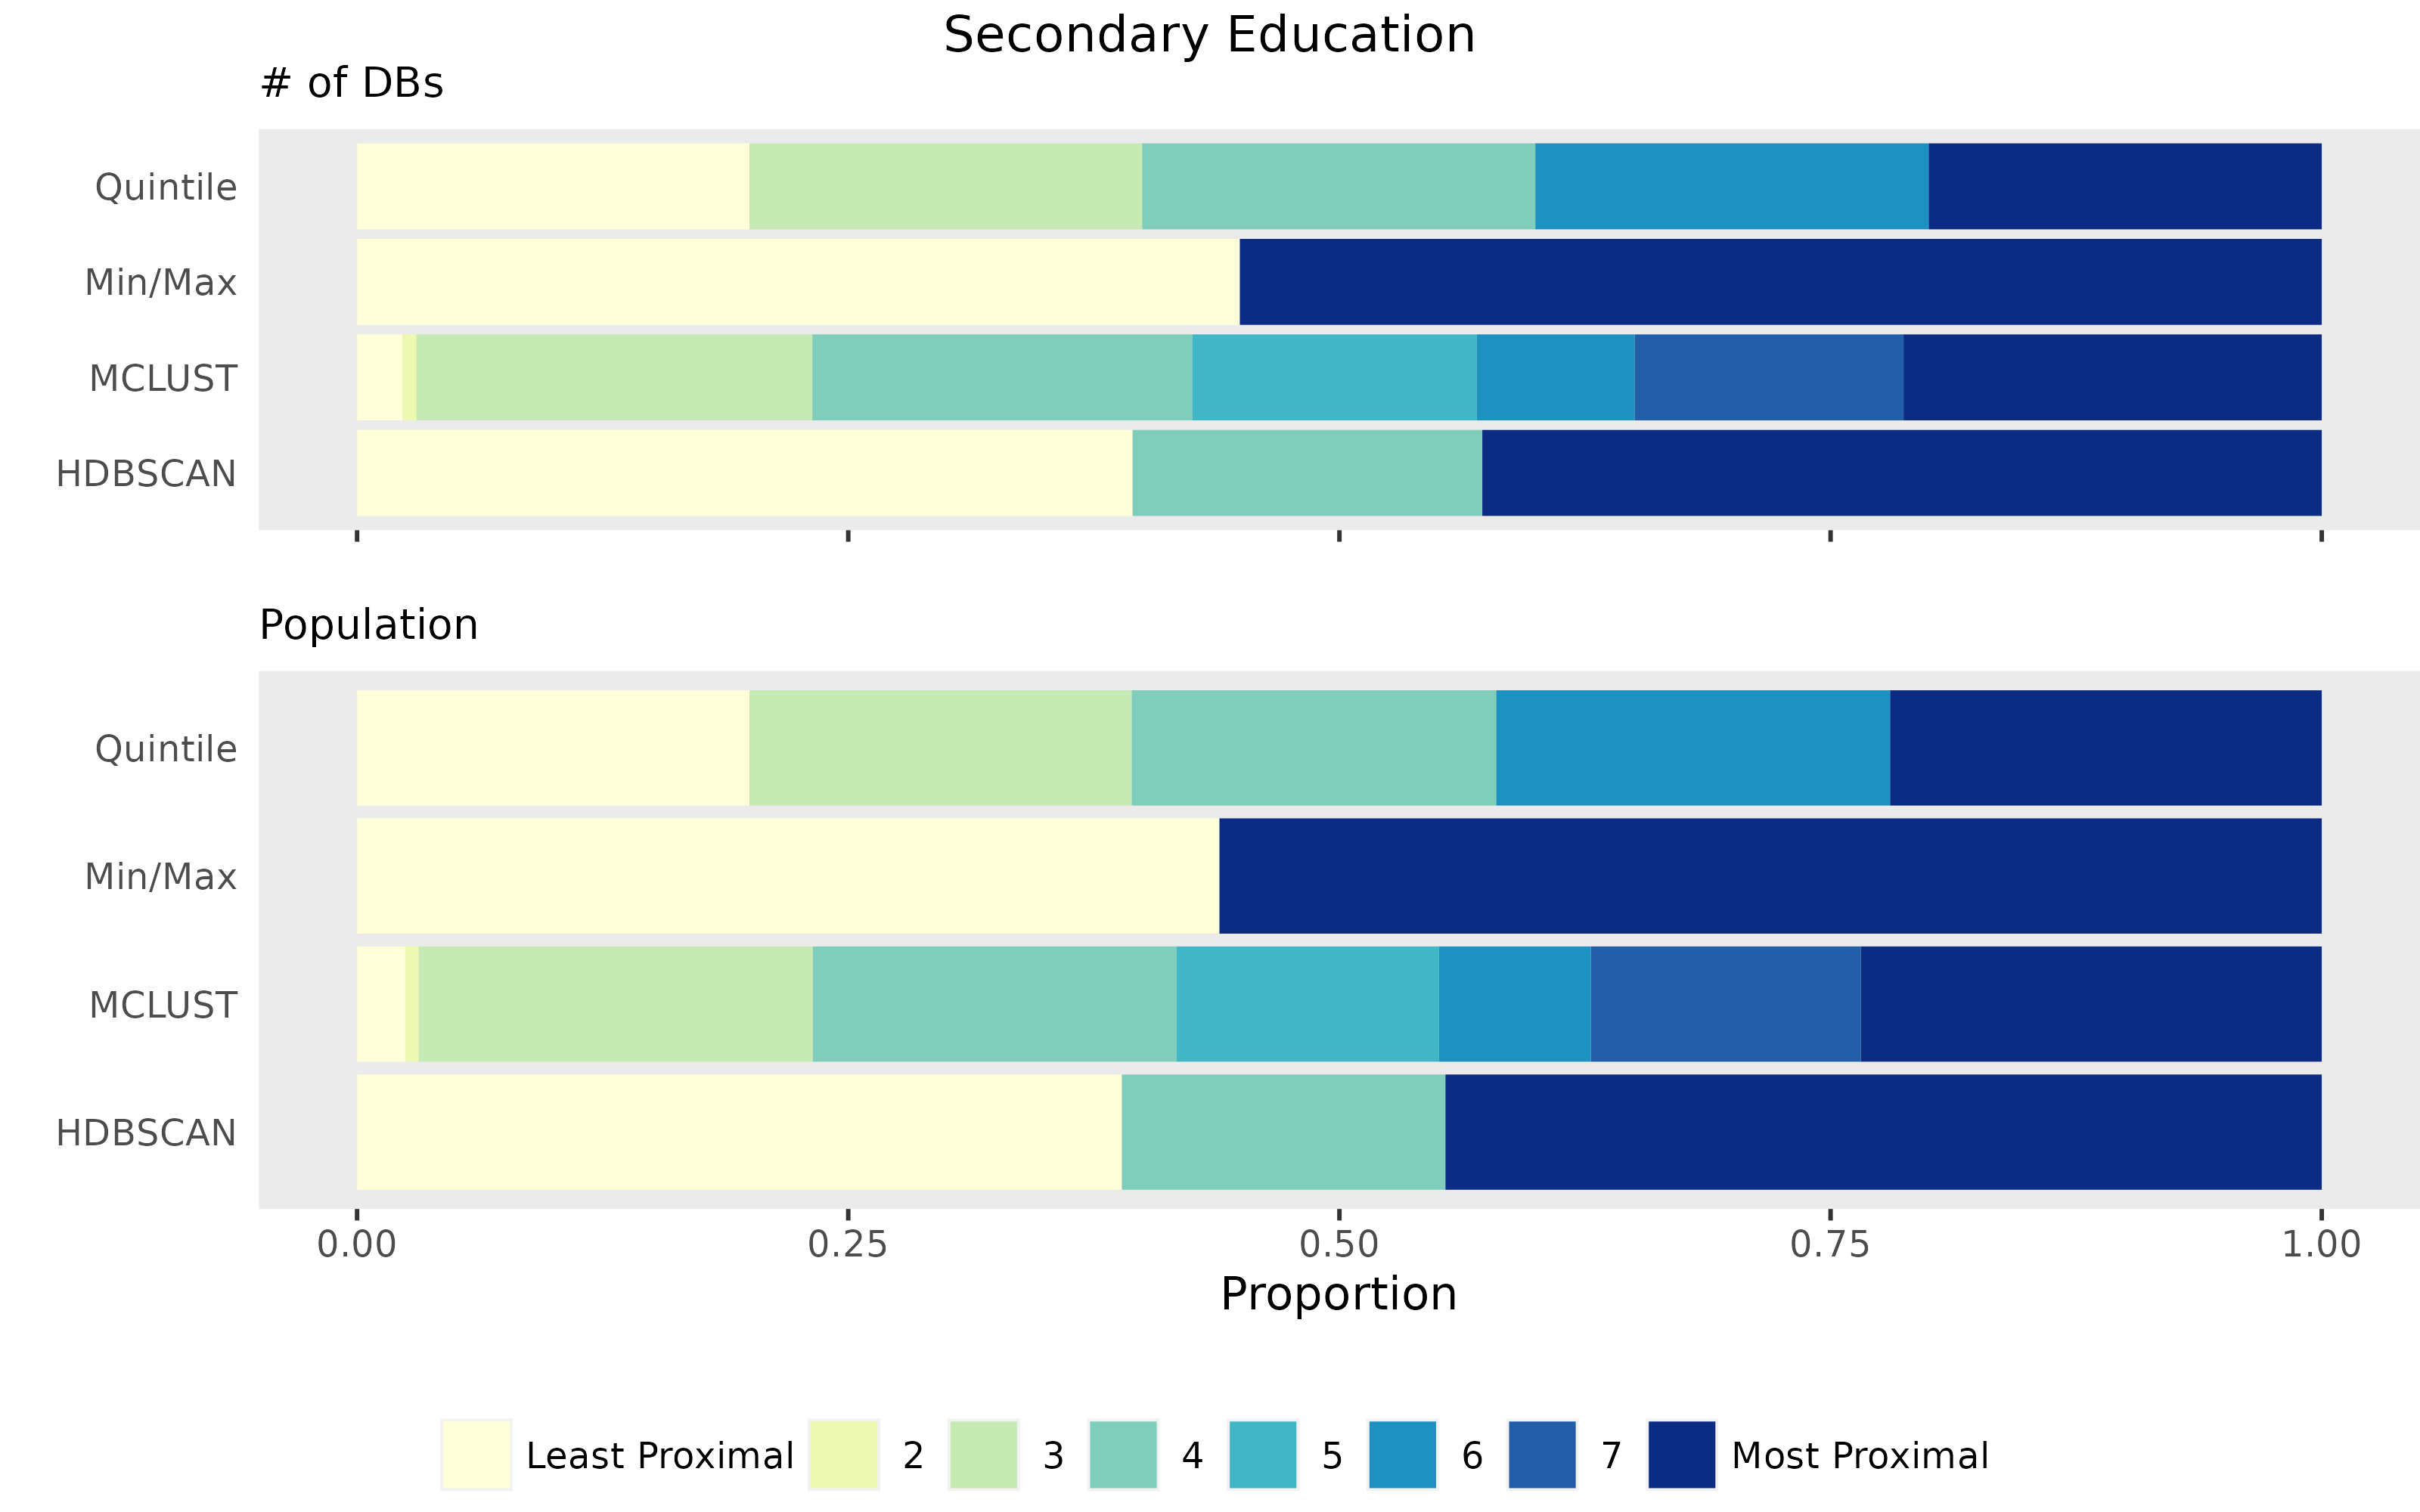 Secondary Education
# of DBs
Quintile
Min/Max
MCLUST
HDBSCAN
Population
Quintile
Min/Max
MCLUST
HDBSCAN
0.00 0.25 0.50 0.75 1.00
Proportion
Least Proximal 2 3 4 5 6 7 Most Proximal